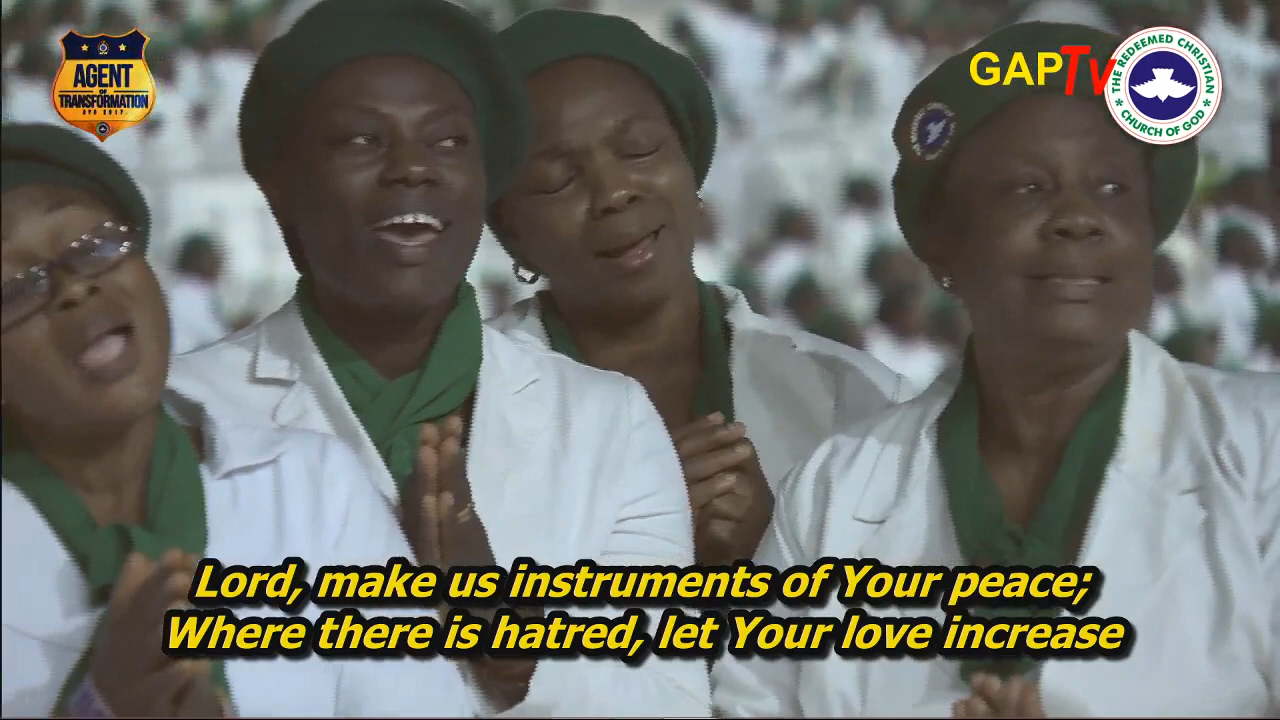 AGENT
OF
TRANSFORMATION
GAPTv
THE REDEEMED CHRISTIAN
CHURCH OF GOD
Lord, make us instruments of Your peace;
Where there is hatred, let Your love increase